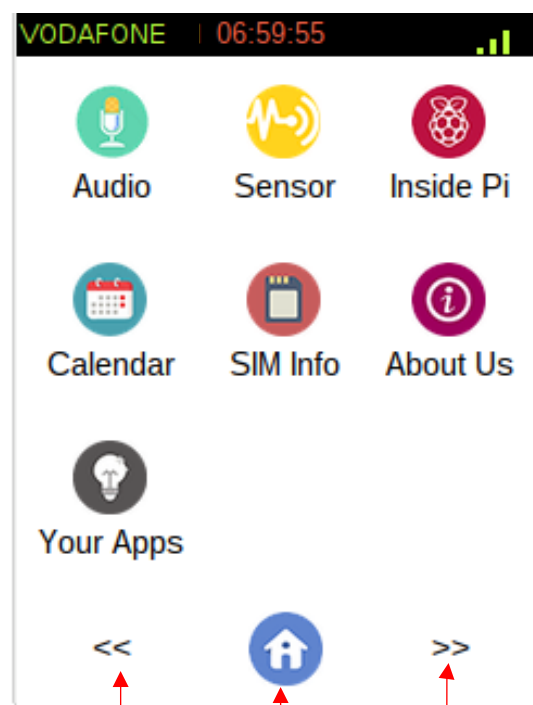 VODAFONE | 06:59:55
Audio Sensor Inside Pi
Calendar SIM Info About Us
Your Apps
<< >>